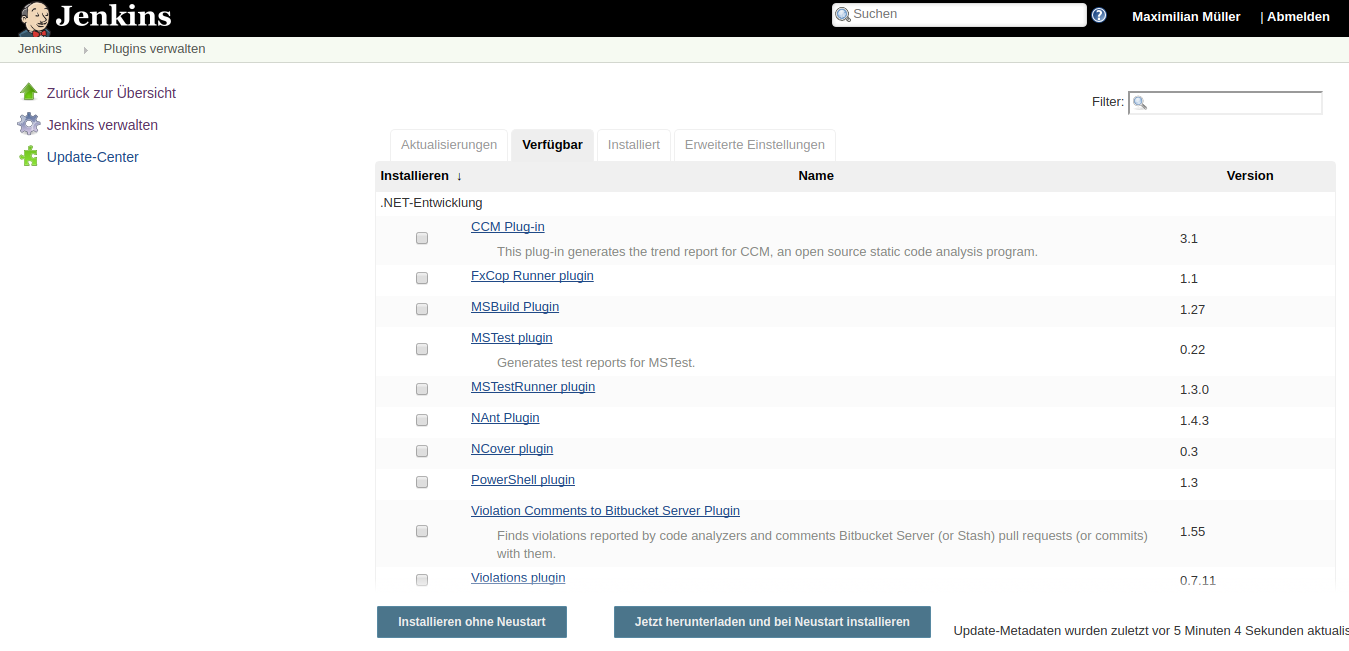 Jenkins
Suchen
Maximilian Müller
| Abmelden
Jenkins
Plugins verwalten
Zurück zur Übersicht
Jenkins verwalten
Update-Center
Filter:
Aktualisierungen
Verfügbar
Installiert
Erweiterte Einstellungen
Installieren ↓
Name
Version
.NET-Entwicklung
CCM Plug-in
This plug-in generates the trend report for CCM, an open source static code analysis program.
3.1
FxCop Runner plugin
1.1
MSBuild Plugin
1.27
MSTest plugin
Generates test reports for MSTest.
0.22
MSTestRunner plugin
1.3.0
NAnt Plugin
1.4.3
NCover plugin
0.3
PowerShell plugin
1.3
Violation Comments to Bitbucket Server Plugin
Finds violations reported by code analyzers and comments Bitbucket Server (or Stash) pull requests (or commits)
with them.
1.55
Violations plugin
0.7.11
Installieren ohne Neustart
Jetzt herunterladen und bei Neustart installieren
Update-Metadaten wurden zuletzt vor 5 Minuten 4 Sekunden aktualis